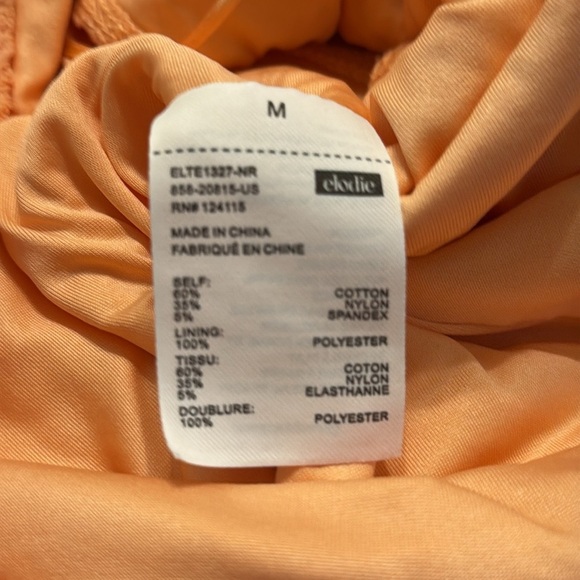 M
ELTE1327-NR
elodie
856-20815-US
RN# 124115
MADE IN CHINA
FABRIQUÉ EN CHINE
SELF:
60% COTTON
35% NYLON
5% SPANDEX
LINING:
100% POLYESTER
TISSU:
60% COTON
35% NYLON
5% ELASTHANNE
DOUBLURE:
100% POLYESTER